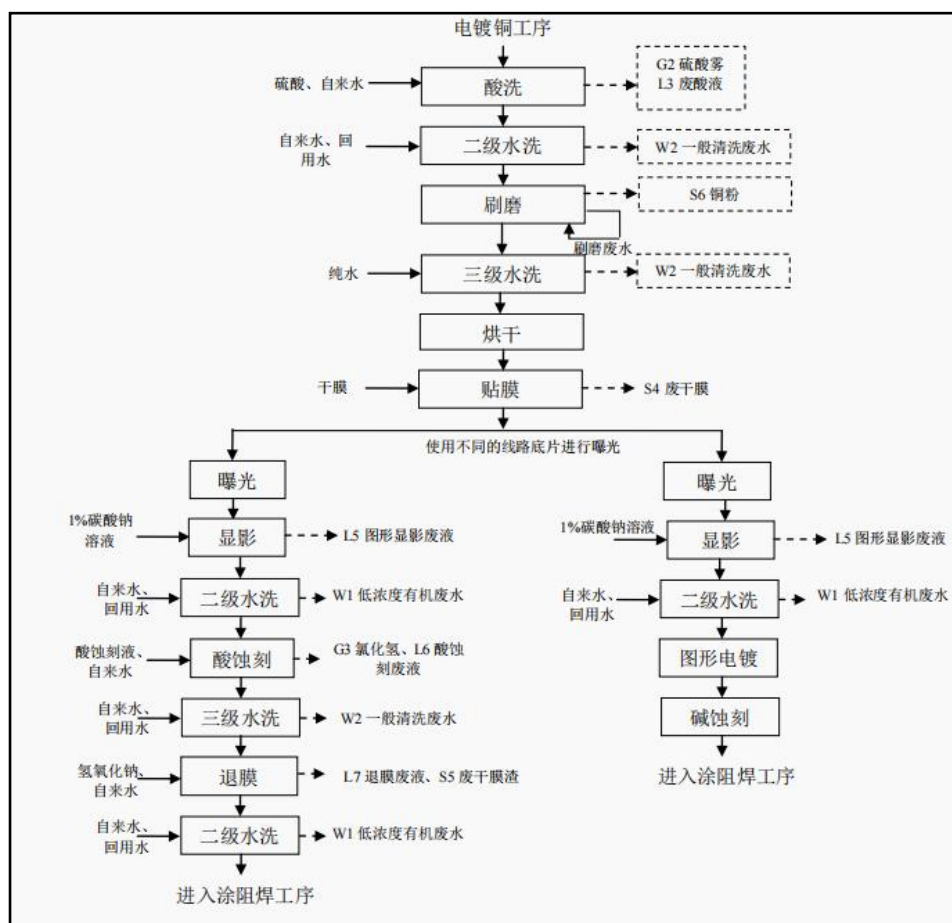 电镀铜工序
硫酸、自来水
酸洗
G2 硫酸雾
L3 废酸液
自来水、回
用水
二级水洗
W2 一般清洗废水
刷磨
S6 铜粉
刷磨废水
纯水
三级水洗
W2 一般清洗废水
烘干
干膜
贴膜
S4 废干膜
使用不同的线路底片进行曝光
曝光
1%碳酸钠
溶液
显影
L5 图形显影废液
自来水、
回用水
二级水洗
W1 低浓度有机废水
酸蚀刻液、
自来水
酸蚀刻
G3 氯化氢、L6 酸蚀
刻废液
自来水、
回用水
三级水洗
W2 一般清洗废水
氢氧化钠、
自来水
退膜
L7 退膜废液、S5 废干膜渣
自来水、
回用水
二级水洗
W1 低浓度有机废水
进入涂阻焊工序
曝光
1%碳酸钠溶液
显影
L5 图形显影废液
自来水、
回用水
二级水洗
W1 低浓度有机废水
图形电镀
碱蚀刻
进入涂阻焊工序